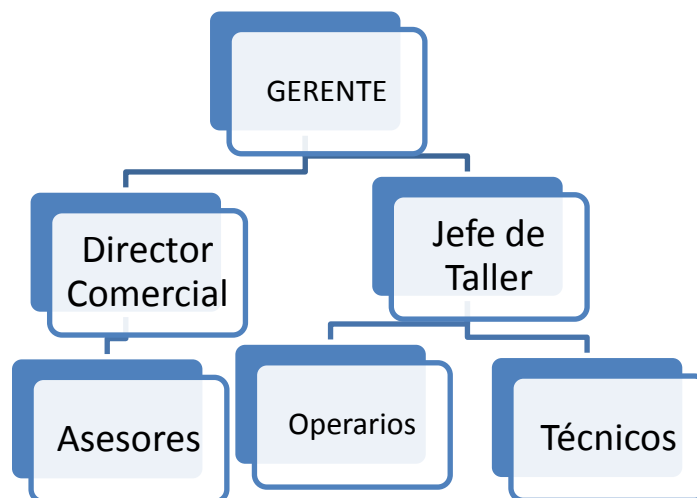 GERENTE
Director
Comercial
Jefe de
Taller
Asesores
Operarios
Técnicos